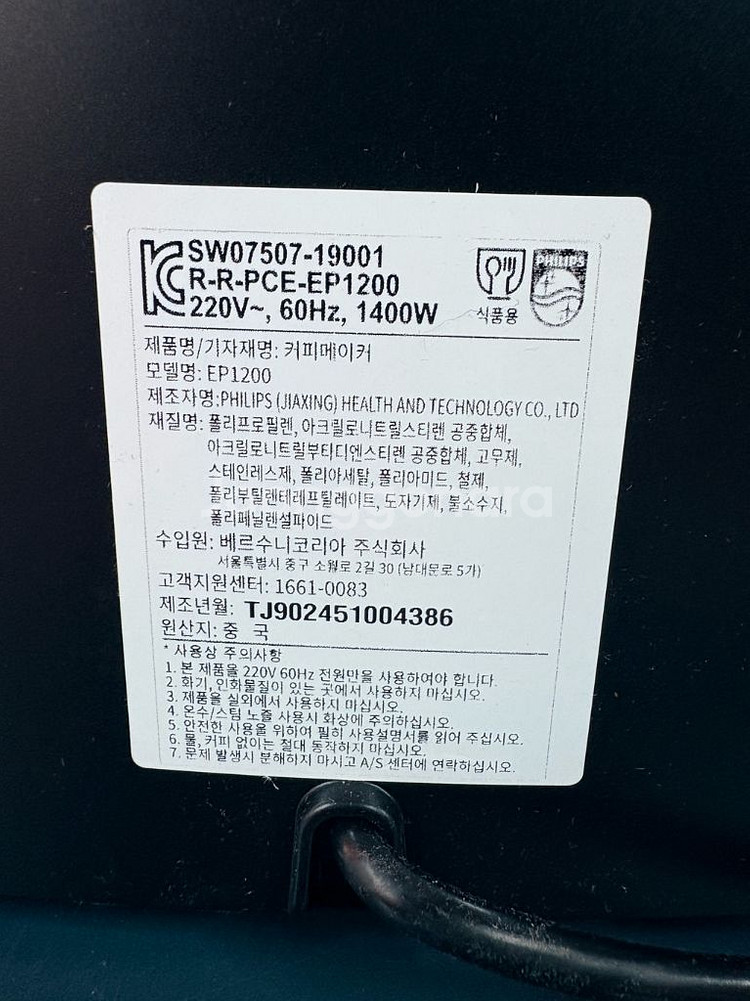 SW07507-19001
R-R-PCE-EP1200
220V~, 60Hz, 1400W
식품용
PHILIPS
제품명/기자재명: 커피메이커
모델명: EP1200
제조자명:PHILIPS (JIAXING) HEALTH AND TECHNOLOGY CO., LTD
재질명: 폴리프로필렌, 아크릴로니트릴스티렌 공중합체,
아크릴로니트릴부타디엔스티렌 공중합체, 고무제,
스테인레스제, 폴리아세탈, 폴리아미드, 철제,
폴리부틸렌테레프틸레이트, 도자기제, 불소수지,
폴리페닐렌설파이드
수입원: 베르수니코리아 주식회사
서울특별시 중구 소월로 2길 30 (남대문로 5가)
고객지원센터: 1661-0083
제조년월: TJ902451004386
원산지: 중 국
* 사용상 주의사항
1. 본 제품을 220V 60Hz 전원만을 사용하여야 합니다.
2. 화기, 인화물질이 있는 곳에서 사용하지 마십시오.
3. 제품을 실외에서 사용하지 마십시오.
4. 온수/스팀 노즐 사용시 화상에 주의하십시오.
5. 안전한 사용을 위하여 필히 사용설명서를 읽어 주십시오.
6. 물, 커피 없이는 절대 동작하지 마십시오.
7. 문제 발생시 분해하지 마시고 A/S 센터에 연락하십시오.